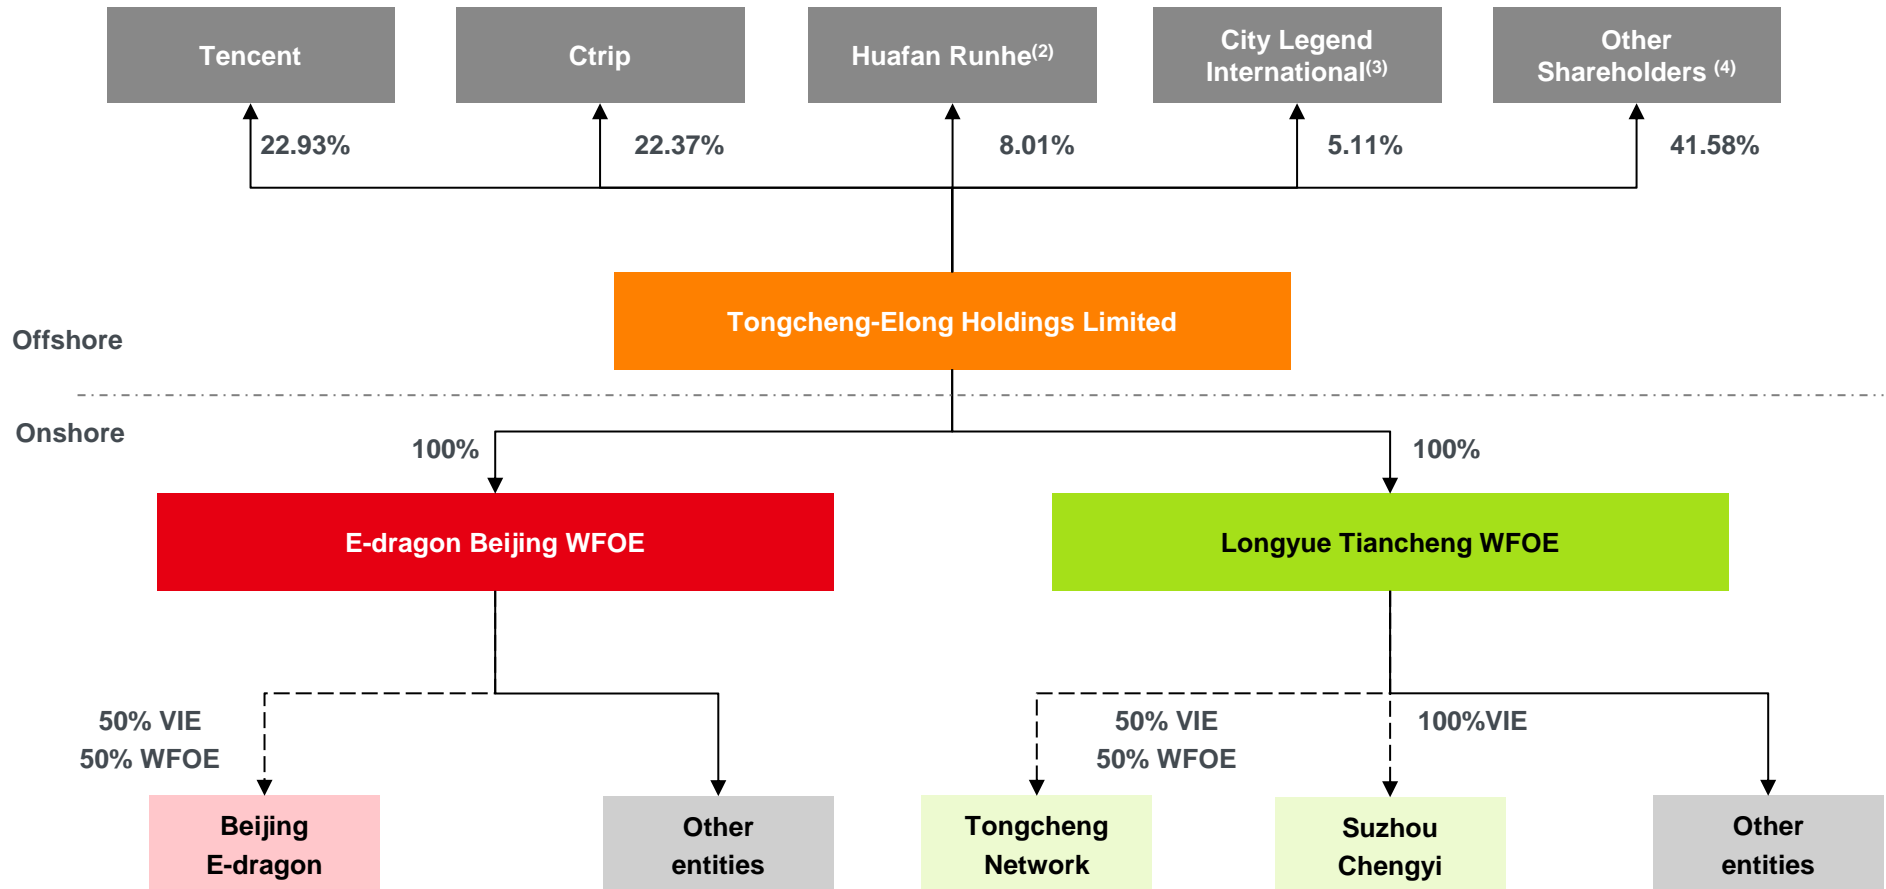 Tencent
Ctrip
Huafan Runhe(2)
City Legend
International(3)
Other
Shareholders (4)
22.93%
22.37%
8.01%
5.11%
41.58%
Tongcheng-Elong Holdings Limited
Offshore
Onshore
100%
100%
E-dragon Beijing WFOE
Longyue Tiancheng WFOE
50% VIE
50% WFOE
50% VIE
50% WFOE
100%VIE
Beijing
E-dragon
Other
entities
Tongcheng
Network
Suzhou
Chengyi
Other
entities